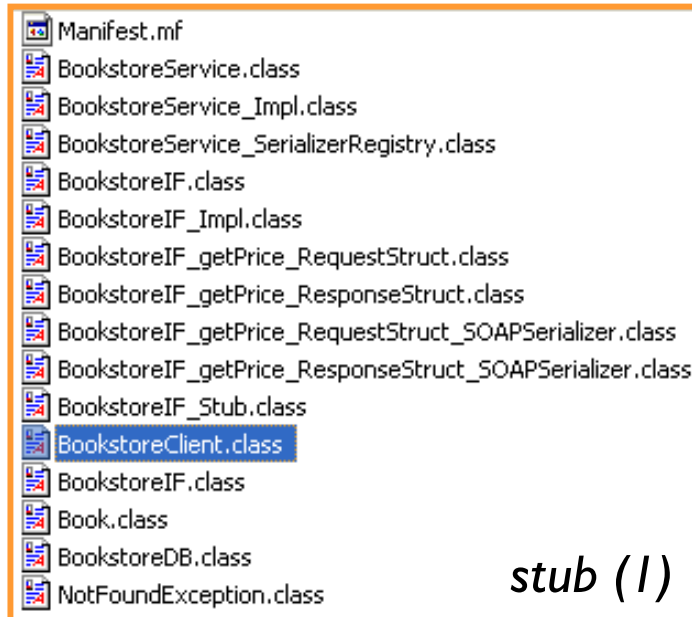 Manifest.mf
BookstoreService.class
BookstoreService_Impl.class
BookstoreService_SerializerRegistry.class
BookstoreIF.class
BookstoreIF_Impl.class
BookstoreIF_getPrice_RequestStruct.class
BookstoreIF_getPrice_ResponseStruct.class
BookstoreIF_getPrice_RequestStruct_SOAPSerializer.class
BookstoreIF_getPrice_ResponseStruct_SOAPSerializer.class
BookstoreIF_Stub.class
BookstoreClient.class
BookstoreIF.class
Book.class
BookstoreDB.class
NotFoundException.class
stub (1)